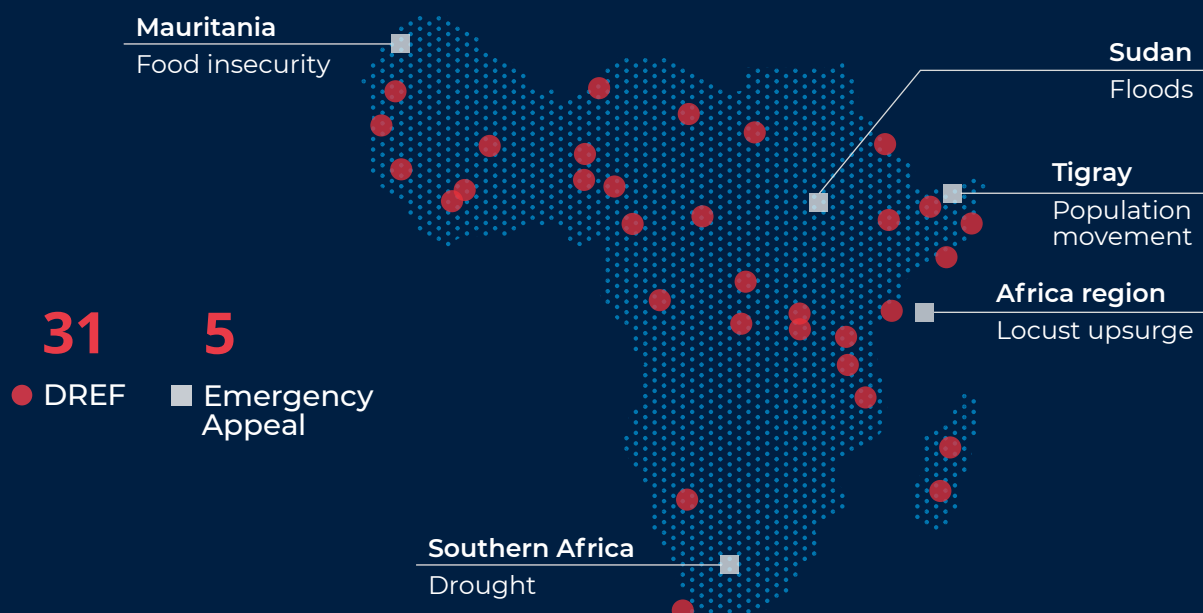 Mauritania
Food insecurity
Sudan
Floods
Tigray
Population
movement
Africa region
Locust upsurge
31
DREF
5
Emergency
Appeal
Southern Africa
Drought